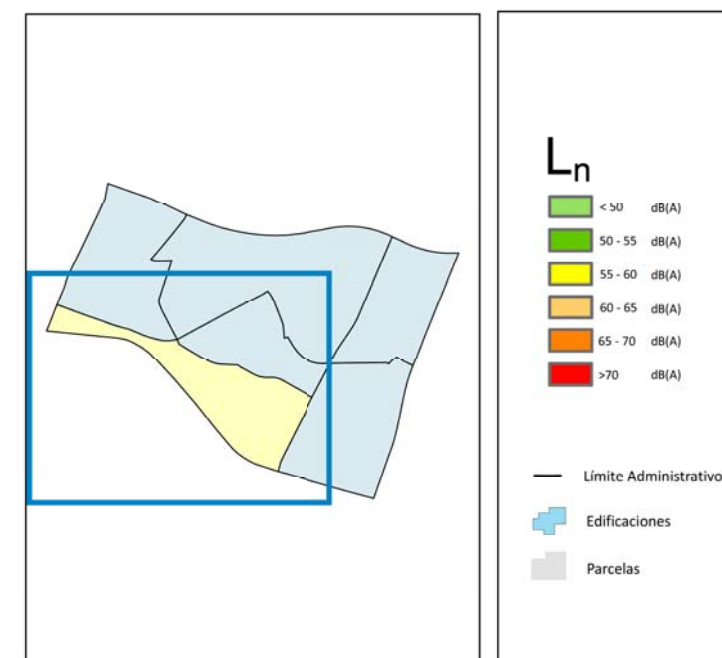 Ln
< 50 dB(A)
50 - 55 dB(A)
55 - 60 dB(A)
60 - 65 dB(A)
65 - 70 dB(A)
>70 dB(A)
Límite Administrativo
Edificaciones
Parcelas